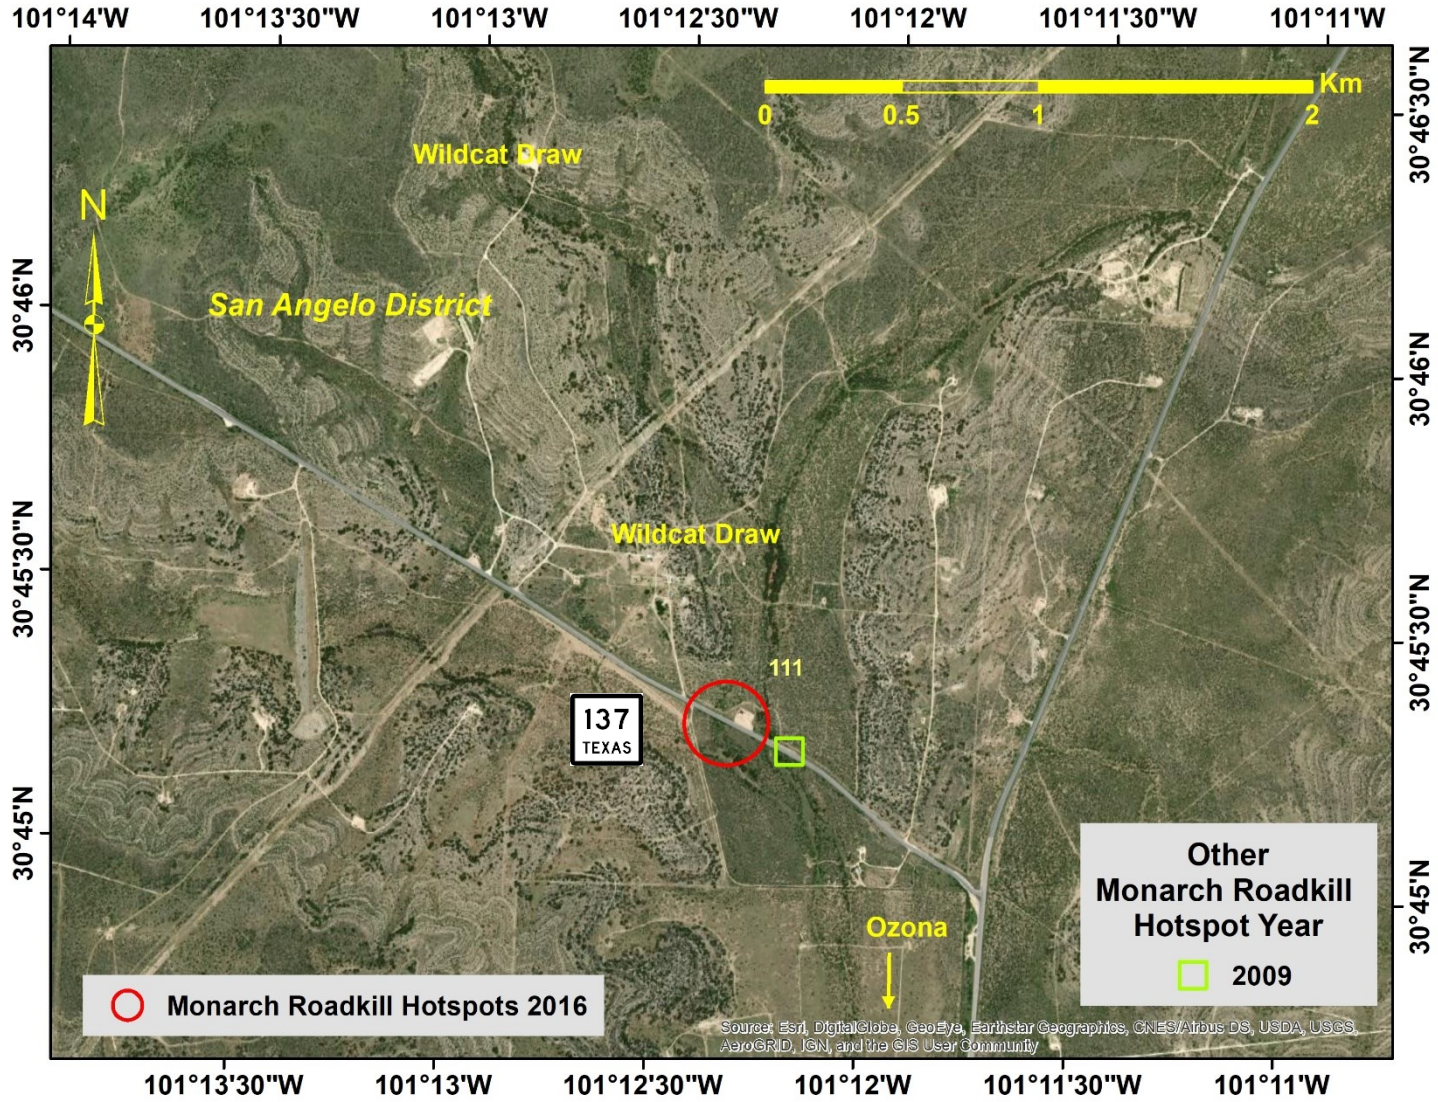 101°14'W 101°13'30"W 101°13'W 101°12'30"W 101°12'W 101°11'30"W 101°11'W
Km
0 0.5 1 2
30°46'30"N
Wildcat Draw
N
30°46'N
San Angelo District
30°46'N
30°45'30"N
Wildcat Draw
30°45'30"N
111
137
TEXAS
30°45'N
Other
Monarch Roadkill
Hotspot Year
2009
30°45'N
Ozona
Monarch Roadkill Hotspots 2016
Source: Esri, DigitalGlobe, GeoEye, Earthstar Geographics, CNES/Airbus DS, USDA, USGS,
AeroGRID, IGN, and the GIS User Community
101°13'30"W 101°13'W 101°12'30"W 101°12'W 101°11'30"W 101°11'W